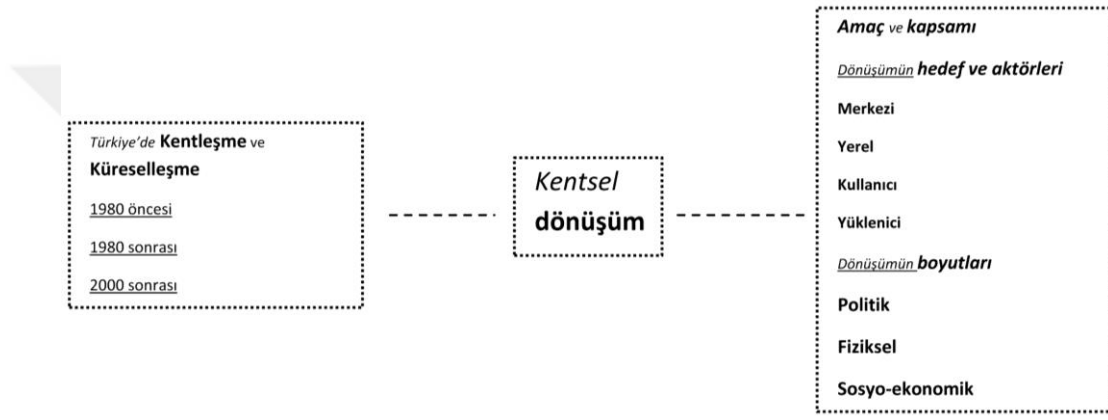 Türkiye’de Kentleşme ve
Küreselleşme
1980 öncesi
1980 sonrası
2000 sonrası
Kentsel
dönüşüm
Amaç ve kapsamı
Dönüşümün hedef ve aktörleri
Merkezi
Yerel
Kullanıcı
Yüklenici
Dönüşümün boyutları
Politik
Fiziksel
Sosyo-ekonomik